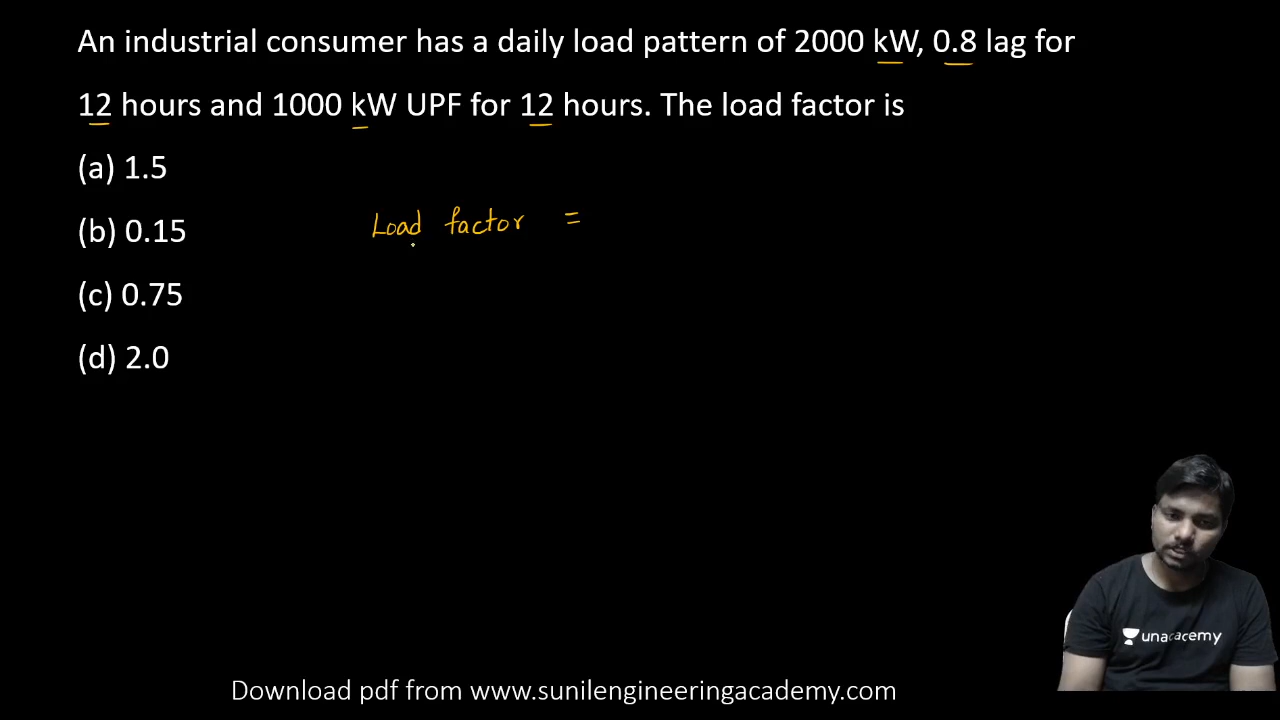 An industrial consumer has a daily load pattern of 2000 kW, 0.8 lag for
12 hours and 1000 kW UPF for 12 hours. The load factor is
(a) 1.5
(b) 0.15
Load factor =
(c) 0.75
(d) 2.0
unacademy
Download pdf from www.sunilengineeringacademy.com